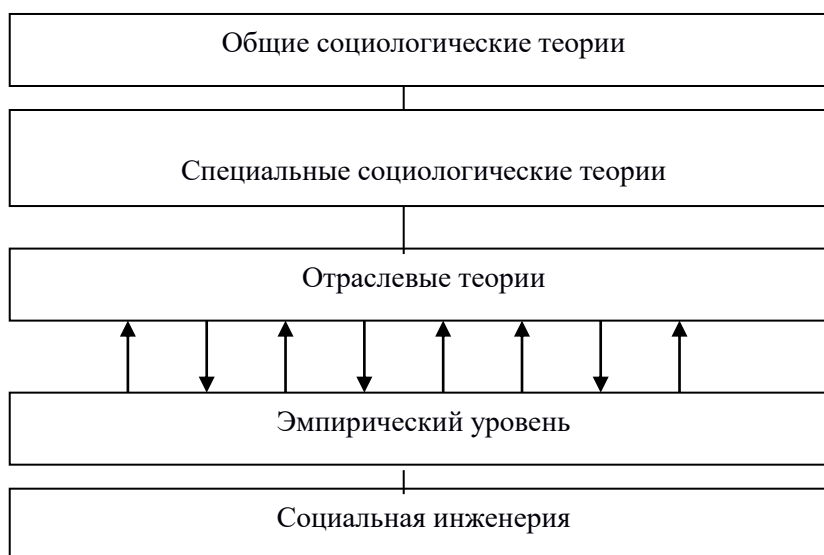 Общие социологические теории
Специальные социологические теории
Отраслевые теории
Эмпирический уровень
Социальная инженерия